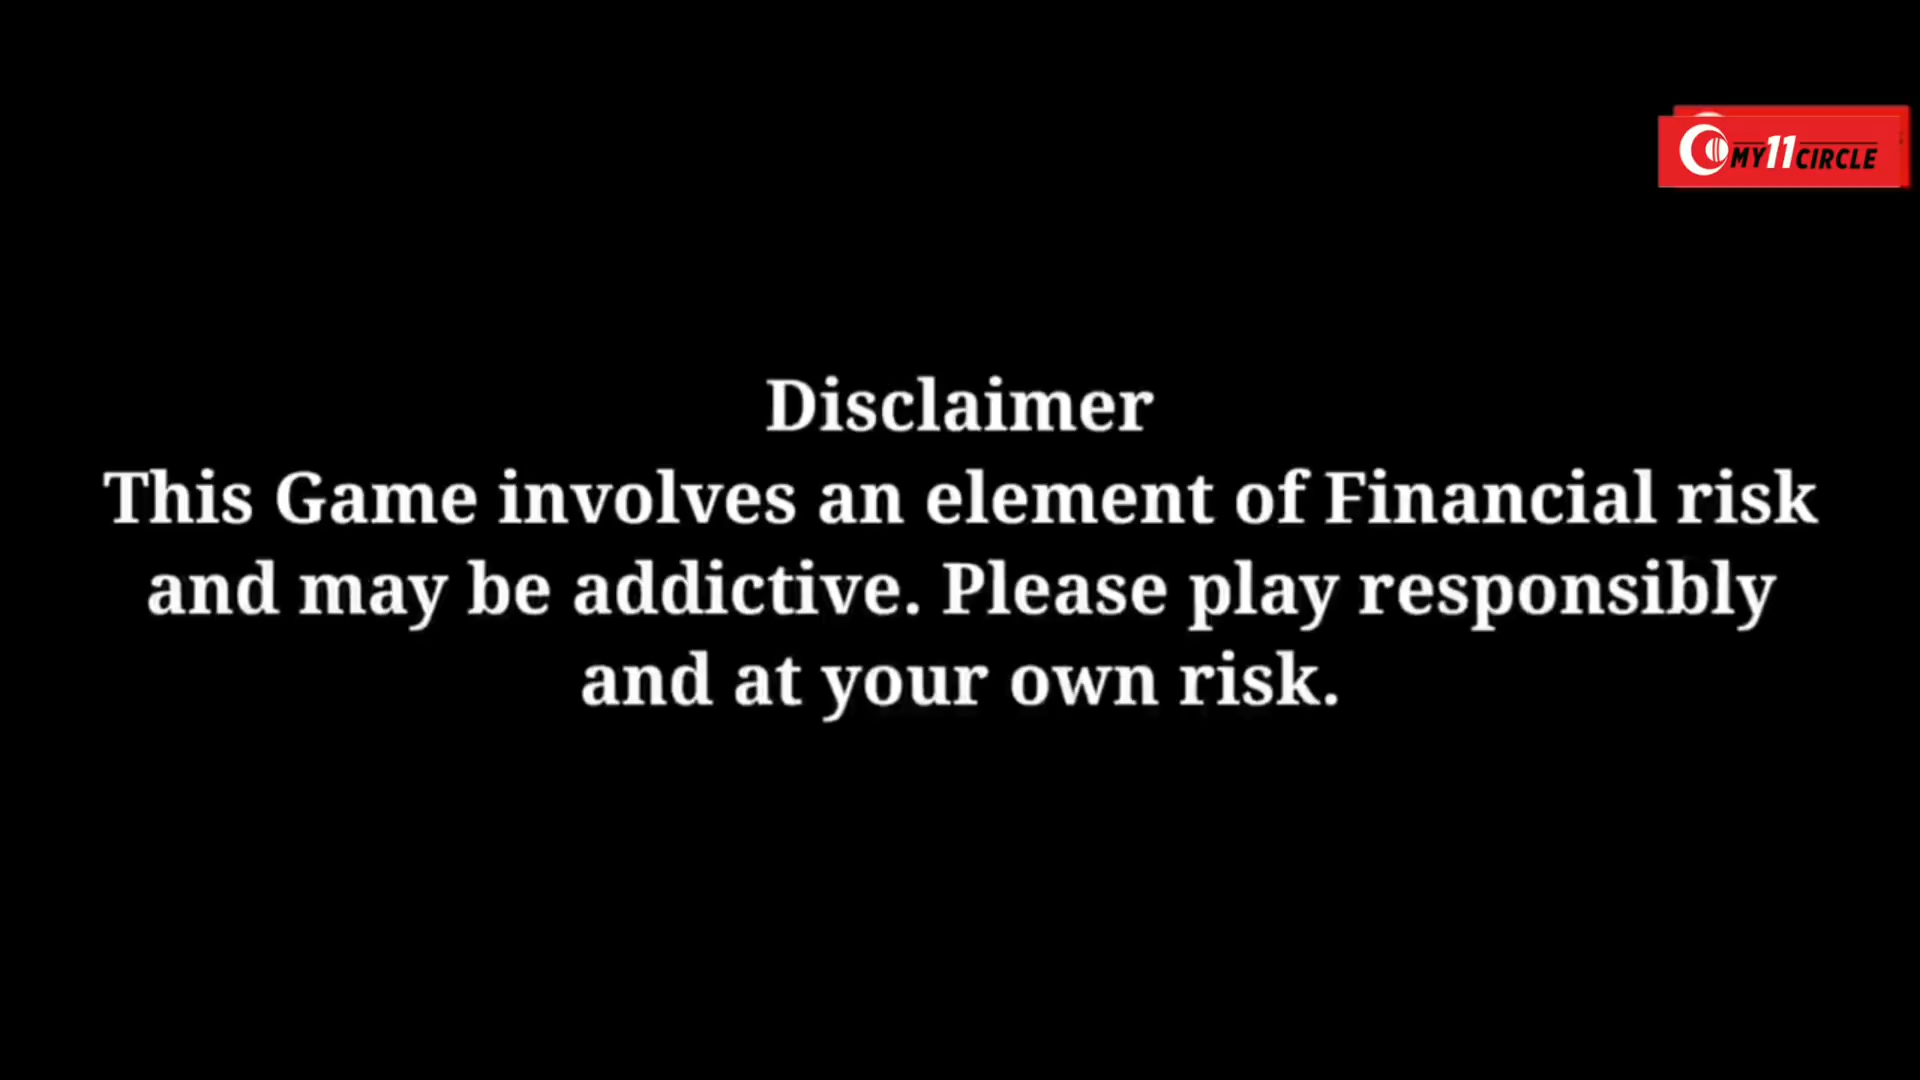 MY11CIRCLE
Disclaimer
This Game involves an element of Financial risk
and may be addictive. Please play responsibly
and at your own risk.